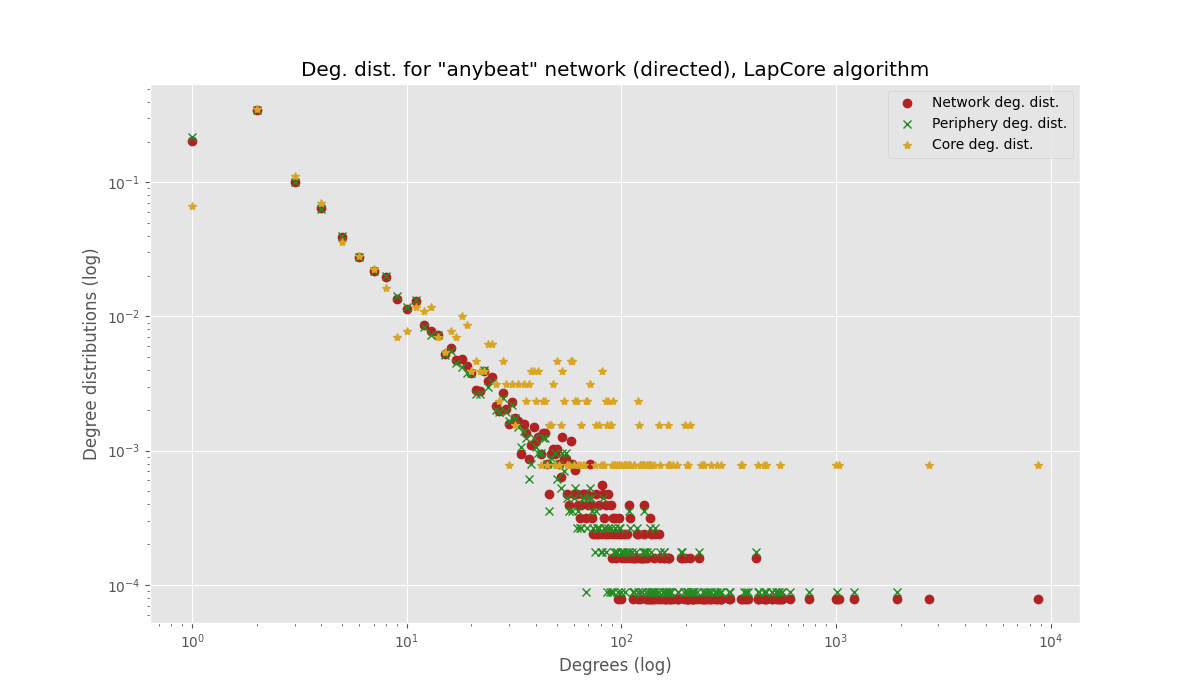 Deg. dist. for "anybeat" network (directed), LapCore algorithm
Network deg. dist.
Periphery deg. dist.
Core deg. dist.
Degree distributions (log)
10⁻¹
10⁻²
10⁻³
10⁻⁴
10⁰ 10¹ 10² 10³ 10⁴
Degrees (log)